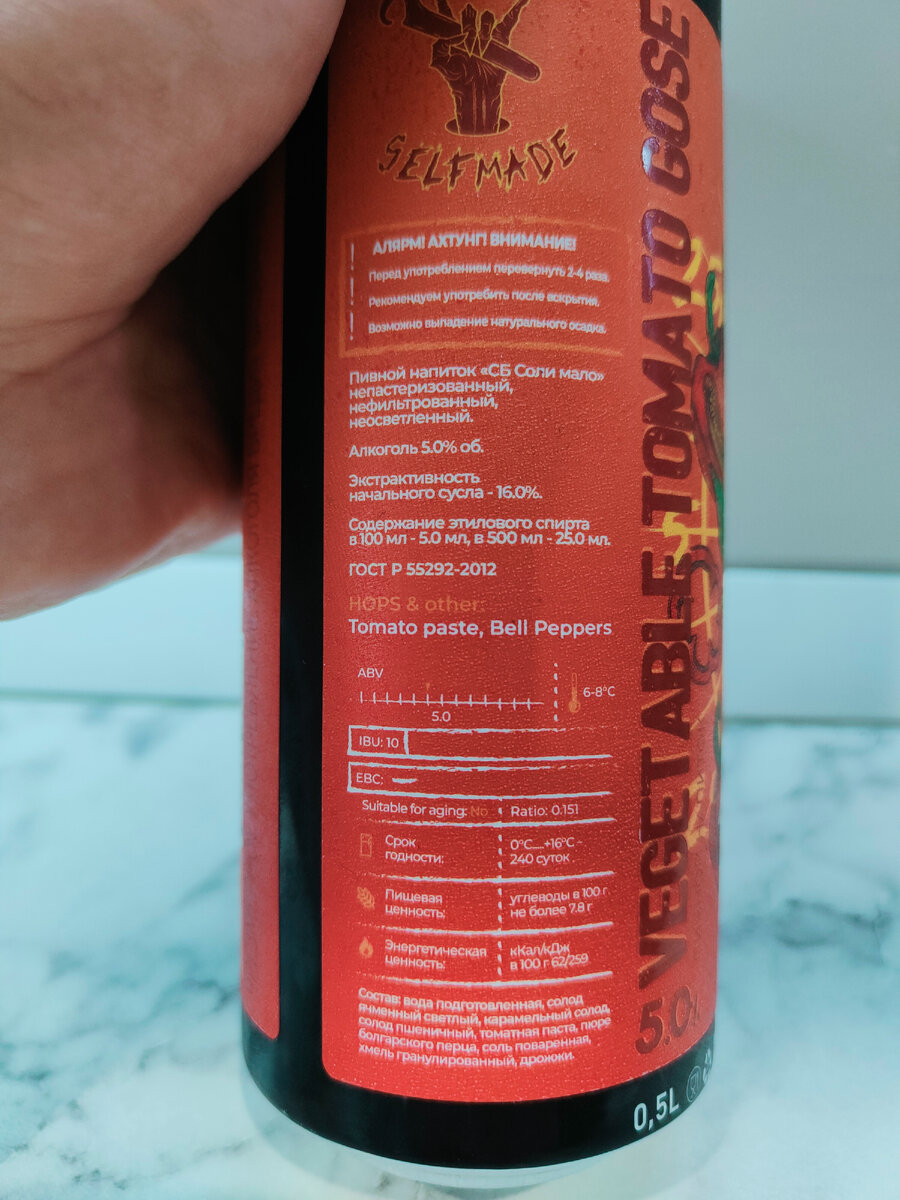 SELFMADE
АЛЯРМ! АХТУНГ! ВНИМАНИЕ!
Перед употреблением перевернуть 2-4 раза.
Рекомендуем употребить после вскрытия.
Возможно выпадение натурального осадка.
Пивной напиток «СБ Соли мало»
непастеризованный,
нефильтрованный,
неосветленный.
Алкоголь 5.0% об.
Экстрактивность
начального сусла - 16.0%.
Содержание этилового спирта
в 100 мл - 5.0 мл, в 500 мл - 25.0 мл.
ГОСТ Р 55292-2012
HOPS & other:
Tomato paste, Bell Peppers
ABV
5.0
6-8°C
IBU: 10
EBC:
Suitable for aging: No
Ratio: 0.151
Срок
годности:
0°С...+16°С -
240 суток
Пищевая
ценность:
углеводы в 100 г
не более 7.8 г
Энергетическая
ценность:
кКал/кДж
в 100 г 62/259
Состав: вода подготовленная, солод
ячменный светлый, карамельный солод,
солод пшеничный, томатная паста, пюре
болгарского перца, соль поваренная,
хмель гранулированный, дрожжи.
VEGETABLE TOMATO GOSE
5.0
0,5L